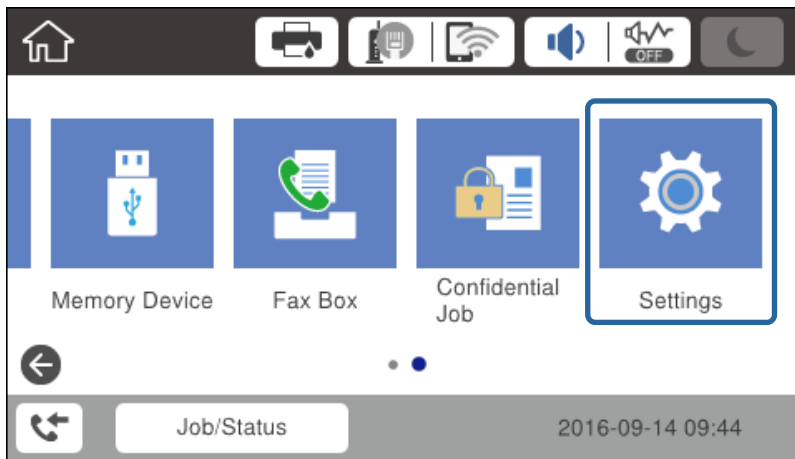 OFF
Memory Device
Fax Box
Confidential
Job
Settings
Job/Status
2016-09-14 09:44